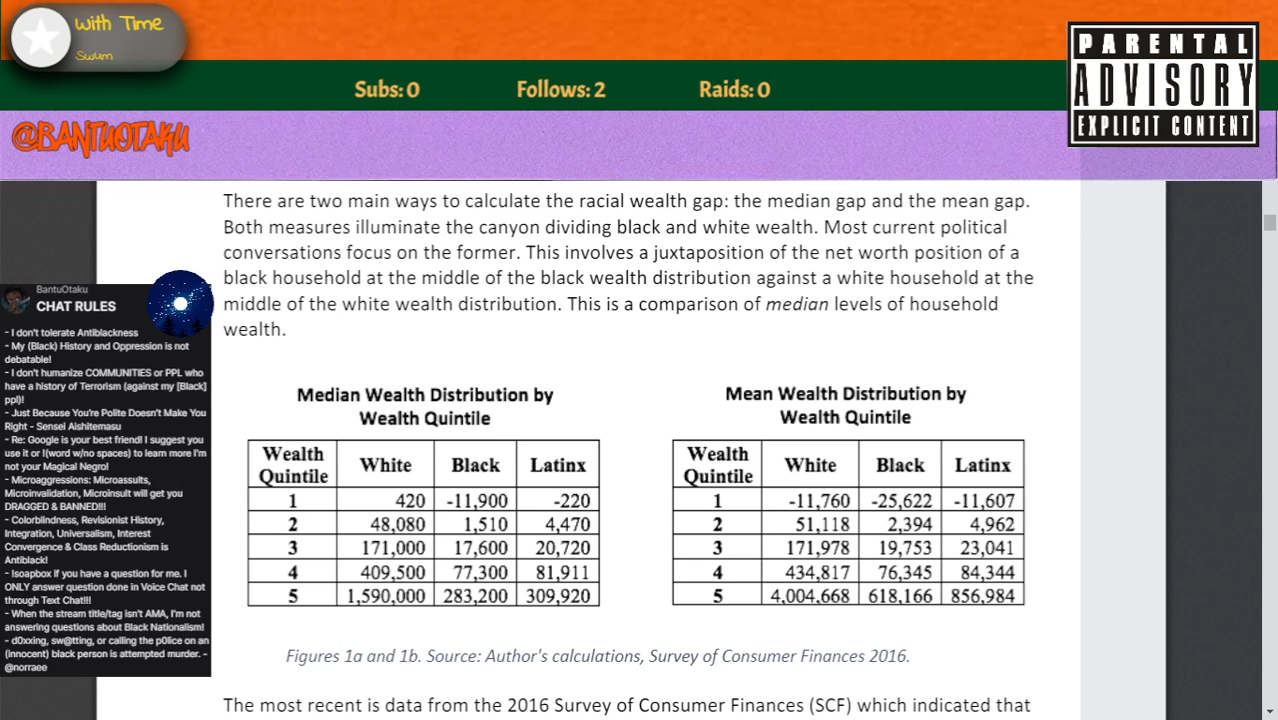 With Time
Swum
PARENTAL
ADVISORY
EXPLICIT CONTENT
Subs: 0
Follows: 2
Raids: 0
@BANTUOTAKU
There are two main ways to calculate the racial wealth gap: the median gap and the mean gap.
Both measures illuminate the canyon dividing black and white wealth. Most current political
conversations focus on the former. This involves a juxtaposition of the net worth position of a
black household at the middle of the black wealth distribution against a white household at the
middle of the white wealth distribution. This is a comparison of median levels of household
wealth.
BantuOtaku
CHAT RULES
- I don't tolerate Antiblackness
- My (Black) History and Oppression is not
debatable!
- I don't humanize COMMUNITIES or PPL who
have a history of Terrorism (against my [Black]
ppl)!
- Just Because You're Polite Doesn't Make You
Right - Sensei Aishitemasu
- Re: Google is your best friend! I suggest you
use it or !(word w/no spaces) to learn more I'm
not your Magical Negro!
- Microaggressions: Microassults,
Microinvalidation, Microinsult will get you
DRAGGED & BANNED!!!
- Colorblindness, Revisionist History,
Integration, Universalism, Interest
Convergence & Class Reductionism is
Antiblack!
- !soapbox if you have a question for me. I
ONLY answer question done in Voice Chat not
through Text Chat!!!
- When the stream title/tag isn't AMA, I'm not
answering questions about Black Nationalism!
- d0xxing, sw@tting, or calling the p0lice on an
(innocent) black person is attempted murder. -
@norraee
Median Wealth Distribution by
Wealth Quintile
Wealth Quintile White Black Latinx
1 420 -11,900 -220
2 48,080 1,510 4,470
3 171,000 17,600 20,720
4 409,500 77,300 81,911
5 1,590,000 283,200 309,920
Mean Wealth Distribution by
Wealth Quintile
Wealth Quintile White Black Latinx
1 -11,760 -25,622 -11,607
2 51,118 2,394 4,962
3 171,978 19,753 23,041
4 434,817 76,345 84,344
5 4,004,668 618,166 856,984
Figures 1a and 1b. Source: Author's calculations, Survey of Consumer Finances 2016.
The most recent is data from the 2016 Survey of Consumer Finances (SCF) which indicated that